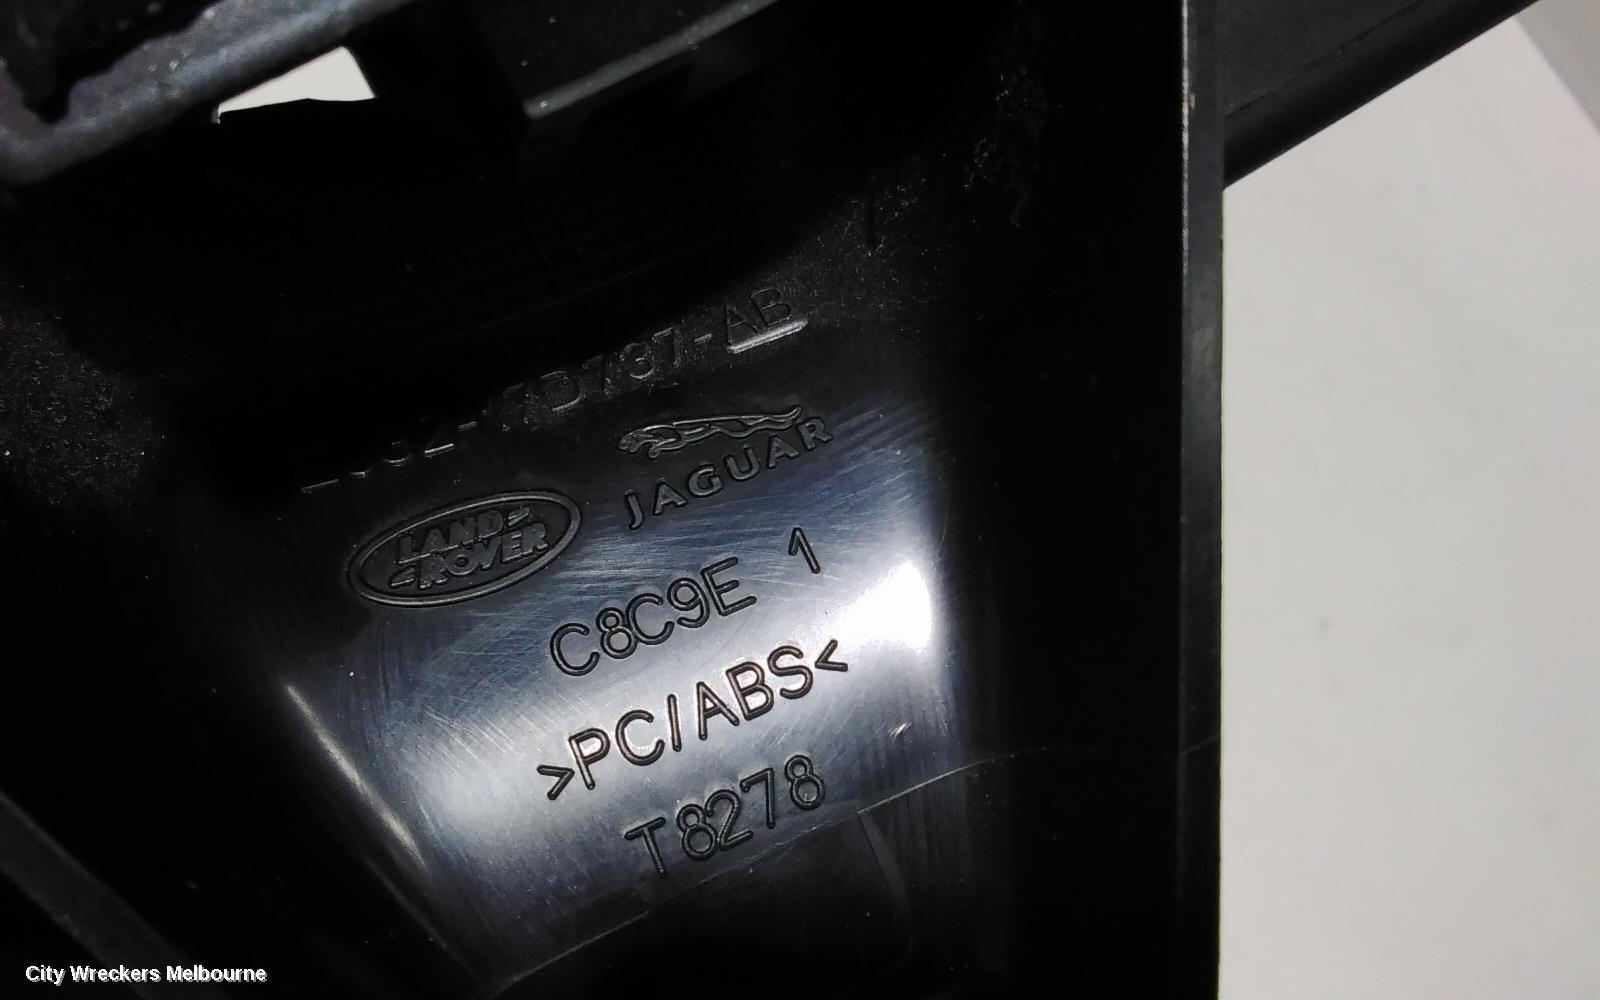 JAGUAR
LAND
ROVER
C8C9E 1
>PC/ABS<
T8278
City Wreckers Melbourne